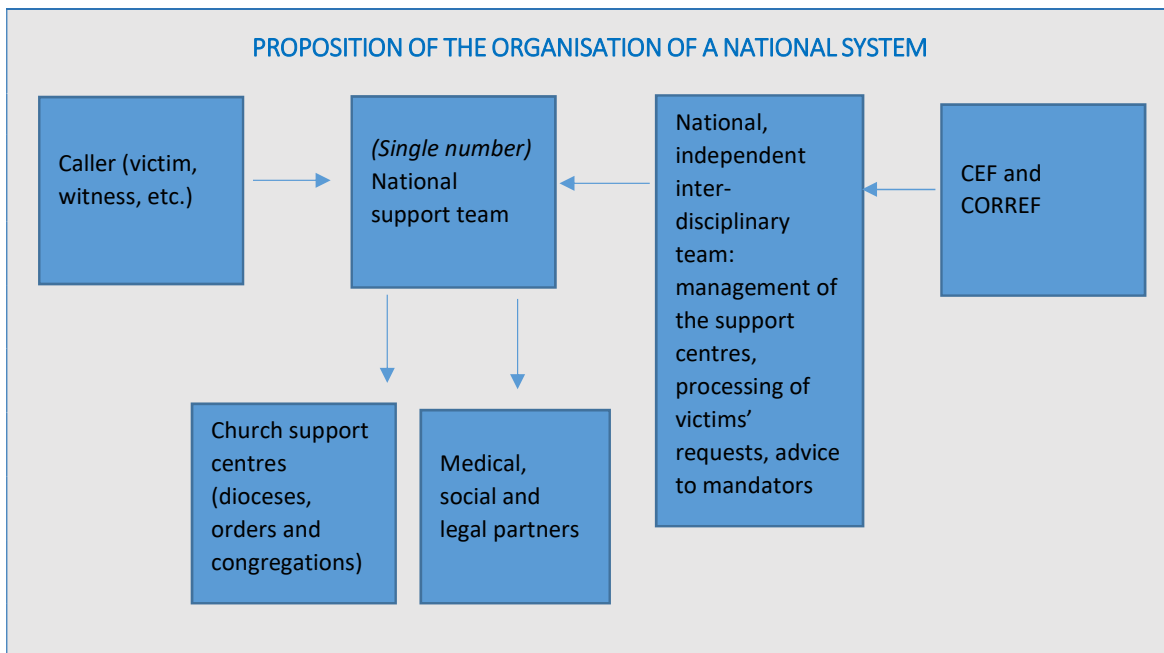 PROPOSITION OF THE ORGANISATION OF A NATIONAL SYSTEM
Caller (victim,
witness, etc.)
(Single number)
National
support team
National,
independent
inter-
disciplinary
team:
management of
the support
centres,
processing of
victims’
requests, advice
to mandators
CEF and
CORREF
Church support
centres
(dioceses,
orders and
congregations)
Medical,
social and
legal partners